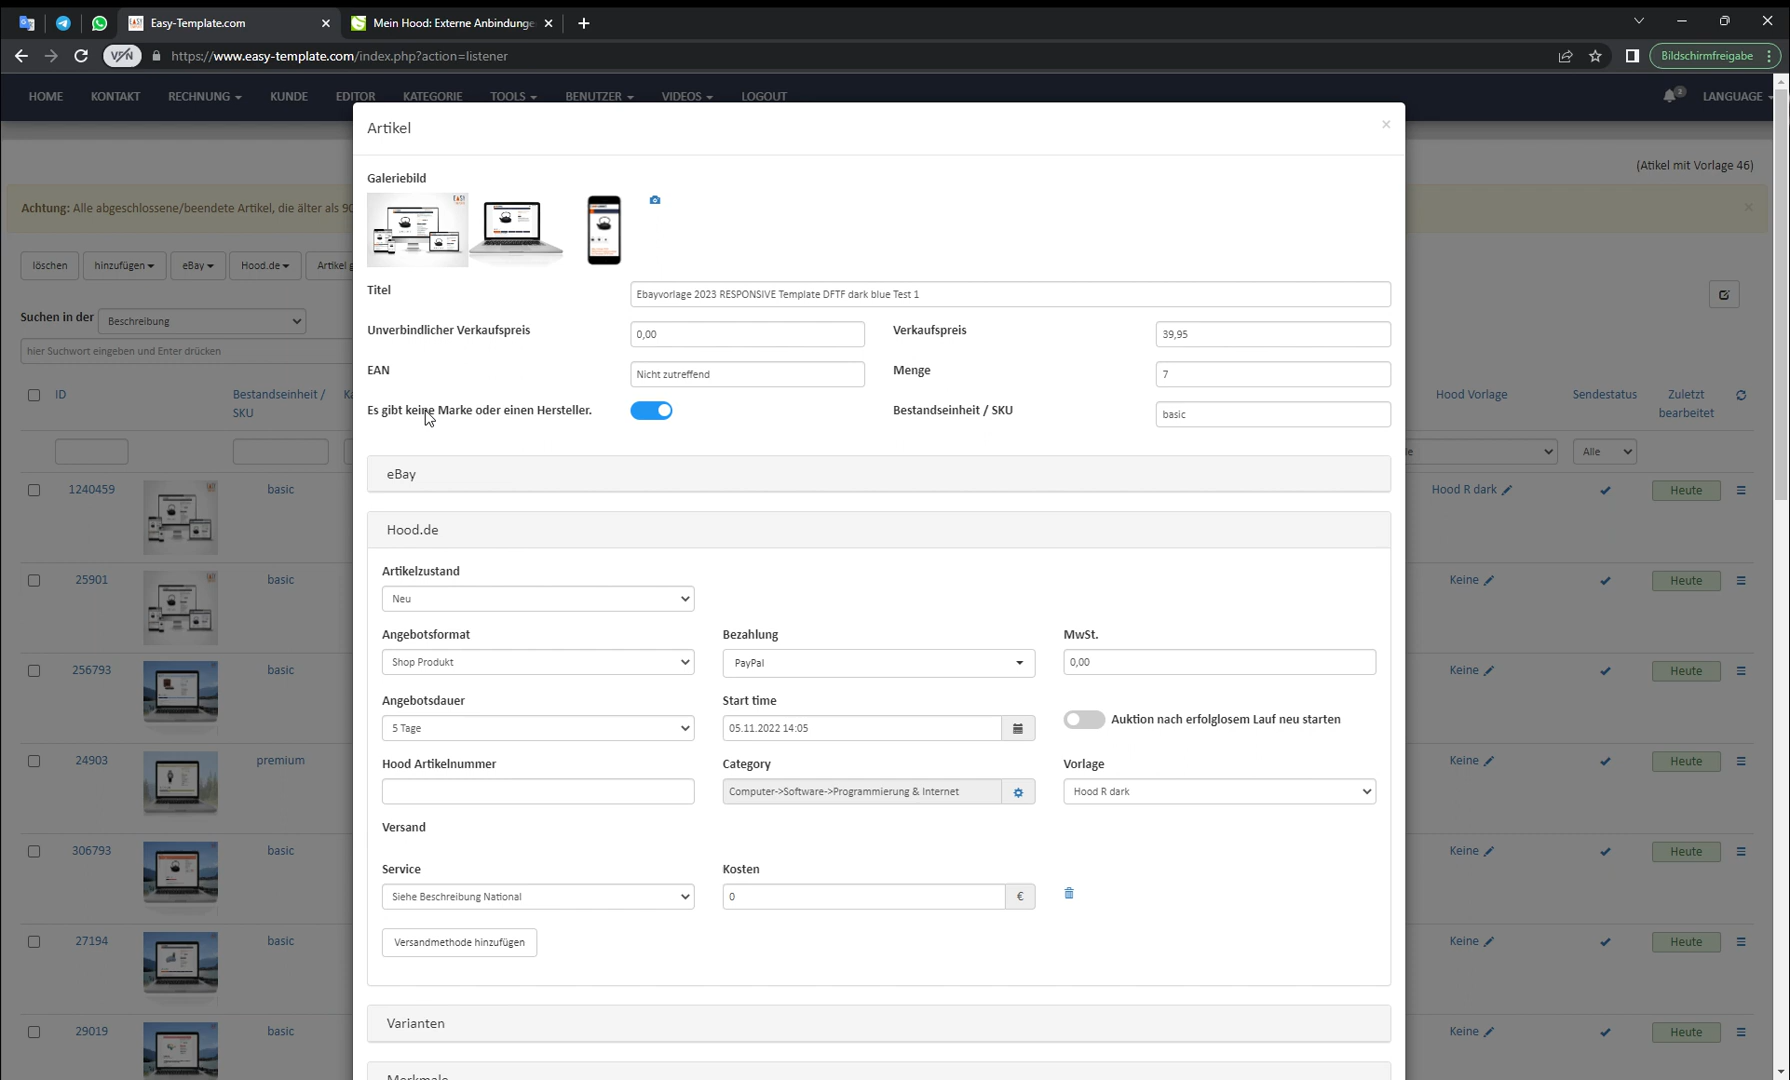 Easy-Template.com
Mein Hood: Externe Anbindunge
VPN
https://www.easy-template.com/index.php?action=listener
Bildschirmfreigabe
HOME KONTAKT RECHNUNG KUNDE EDITOR KATEGORIE TOOLS BENUTZER VIDEOS LOGOUT
2 LANGUAGE
Artikel
(Atikel mit Vorlage 46)
Galeriebild
Achtung: Alle abgeschlossene/beendete Artikel, die älter als 90
löschen hinzufügen eBay Hood.de Artikel g
Titel Ebayvorlage 2023 RESPONSIVE Template DFTF dark blue Test 1
Suchen in der Beschreibung
Unverbindlicher Verkaufspreis 0,00 Verkaufspreis 39,95
hier Suchwort eingeben und Enter drücken
EAN Nicht zutreffend Menge 7
ID Bestandseinheit / SKU Ka
Hood Vorlage Sendestatus Zuletzt bearbeitet
Es gibt keine Marke oder einen Hersteller. Bestandseinheit / SKU basic
le Alle
eBay
1240459 basic Hood R dark Heute
Hood.de
Artikelzustand
25901 basic Keine Heute
Neu
Angebotsformat Bezahlung MwSt.
Shop Produkt PayPal 0,00
256793 basic Keine Heute
Angebotsdauer Start time
5 Tage 05.11.2022 14:05 Auktion nach erfolglosem Lauf neu starten
24903 premium Keine Heute
Hood Artikelnummer Category Vorlage
Computer->Software->Programmierung & Internet Hood R dark
Versand
306793 basic Keine Heute
Service Kosten
Siehe Beschreibung National 0 €
27194 basic Keine Heute
Versandmethode hinzufügen
Varianten
29019 basic Keine Heute
Merkmale